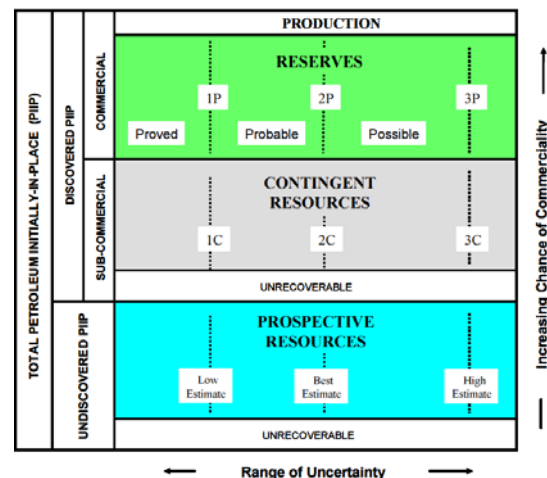 TOTAL PETROLEUM INITIALLY-IN-PLACE (PIIP)
DISCOVERED PIIP
UNDISCOVERED PIIP
COMMERCIAL
SUB-COMMERCIAL
PRODUCTION
RESERVES
1P
2P
3P
Proved
Probable
Possible
CONTINGENT
RESOURCES
1C
2C
3C
UNRECOVERABLE
PROSPECTIVE
RESOURCES
Low
Estimate
Best
Estimate
High
Estimate
UNRECOVERABLE
Increasing Chance of Commerciality
Range of Uncertainty